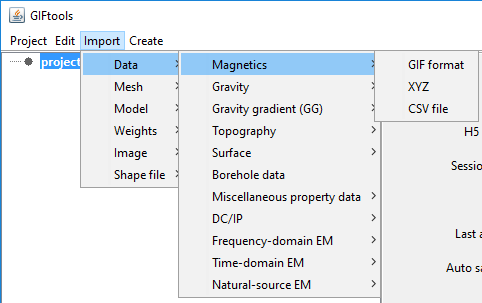 GIFtools
Project Edit Import Create
project
Data
Mesh
Model
Weights
Image
Shape file
Magnetics
Gravity
Gravity gradient (GG)
Topography
Surface
Borehole data
Miscellaneous property data
DC/IP
Frequency-domain EM
Time-domain EM
Natural-source EM
GIF format
XYZ
CSV file
H5
Sessio
Last a
Auto sa